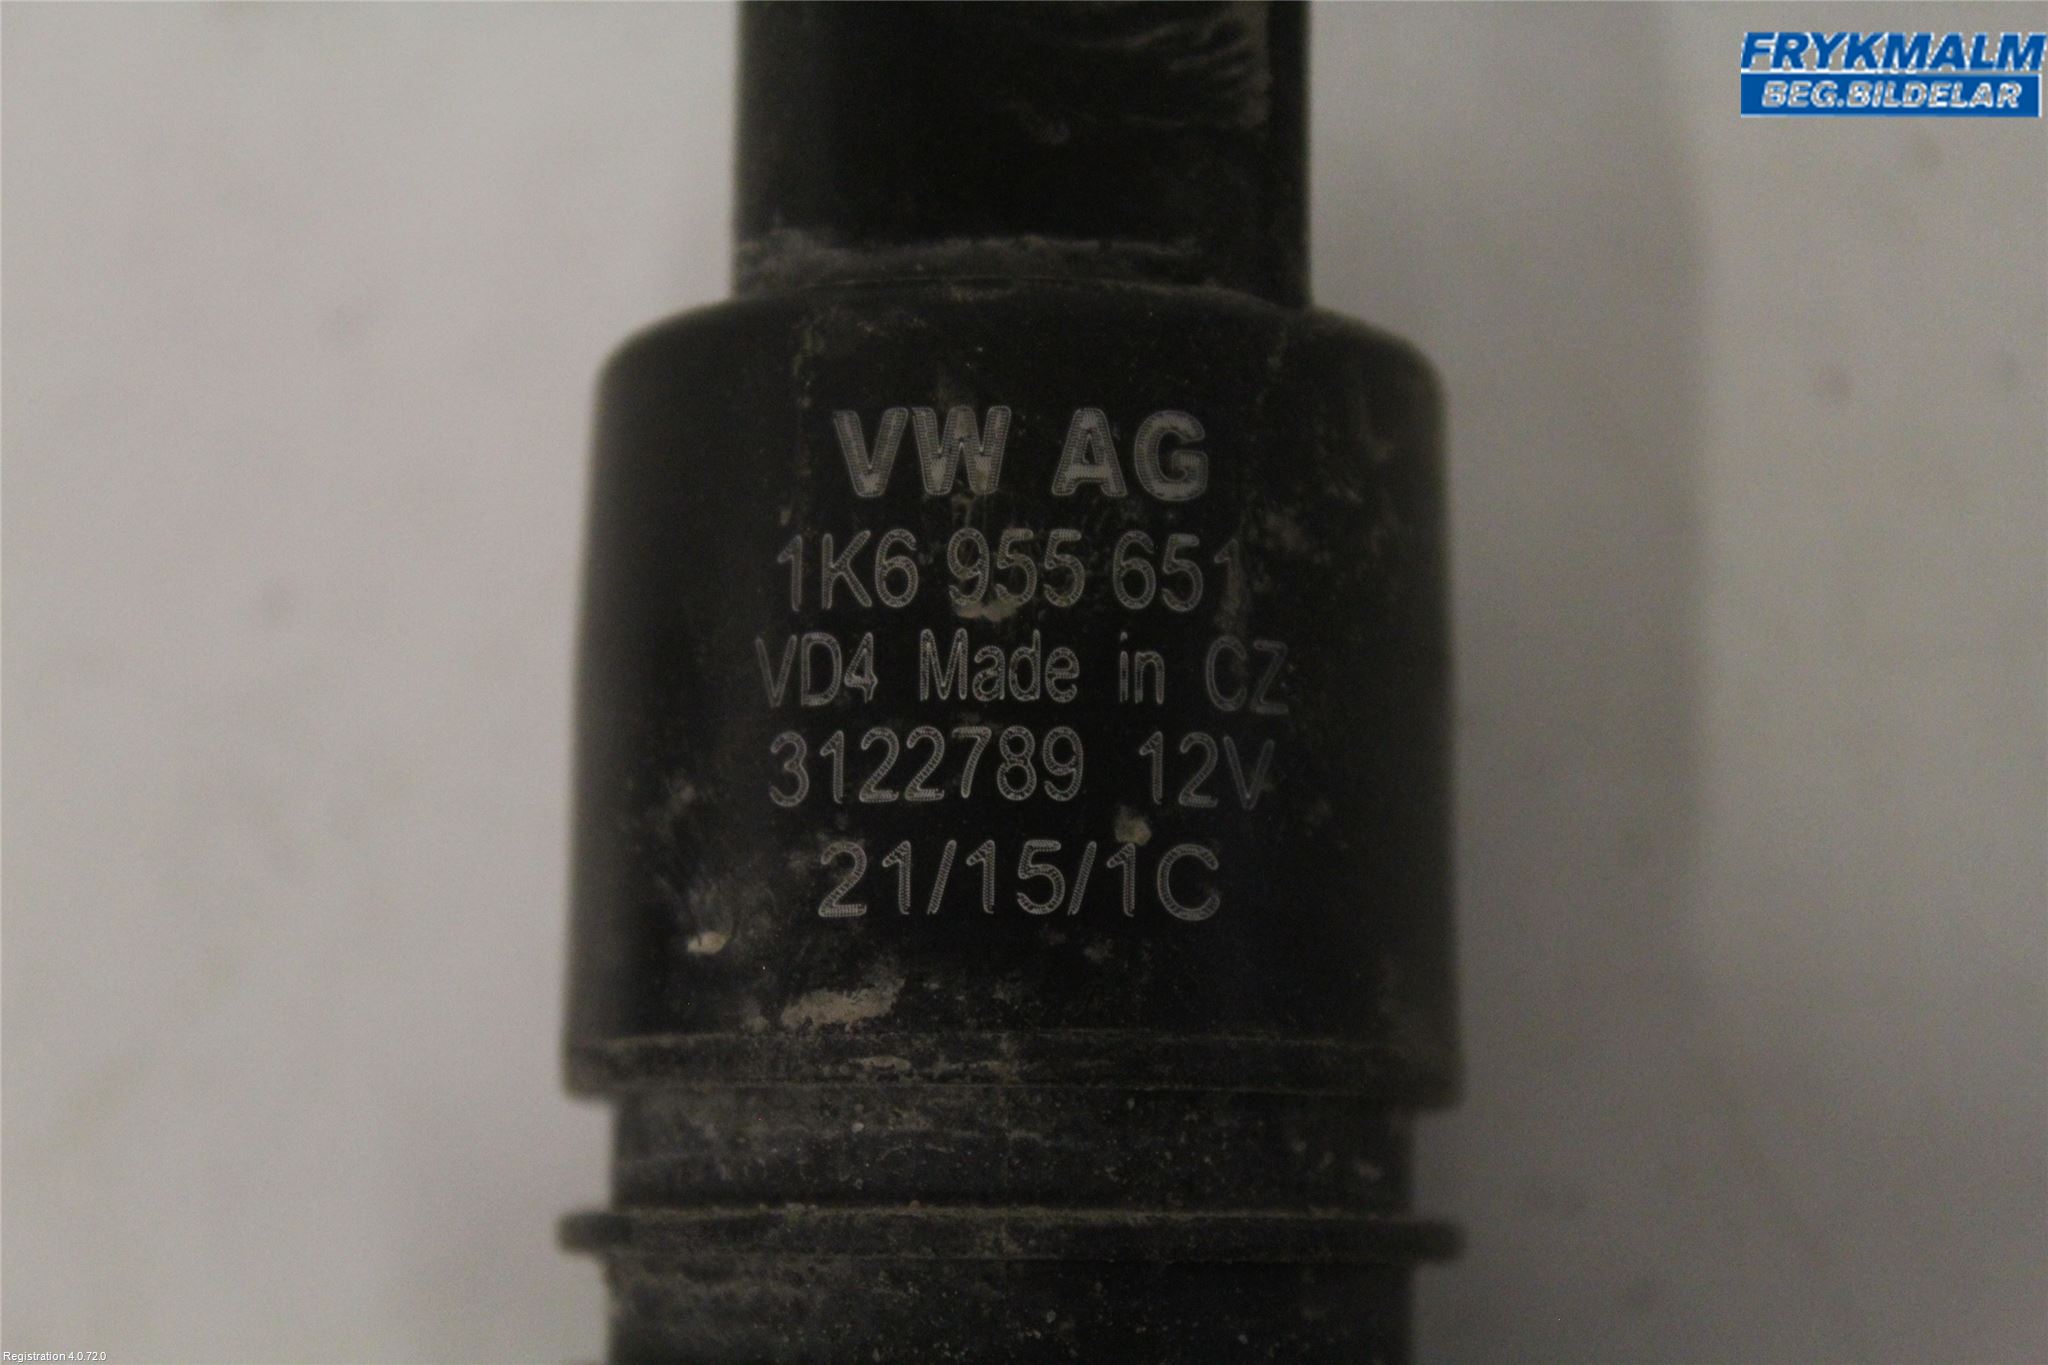 FRYKMALM
BEG.BILDELAR
VW AG
1K6 955 651
VD4 Made in CZ
3122789 12V
21/15/1C
Registration 4.0.72.0